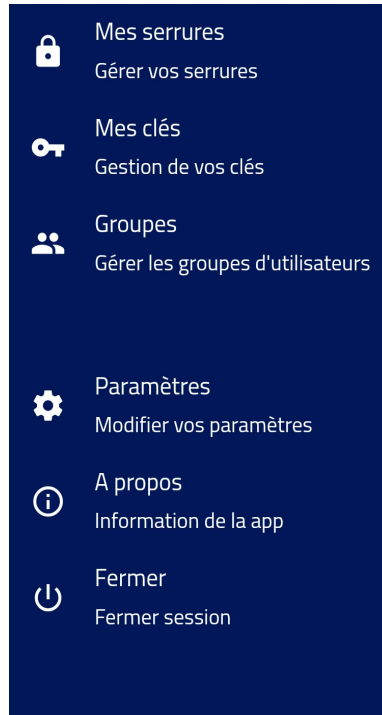 Mes serrures
Gérer vos serrures
Mes clés
Gestion de vos clés
Groupes
Gérer les groupes d'utilisateurs
Paramètres
Modifier vos paramètres
A propos
Information de la app
Fermer
Fermer session